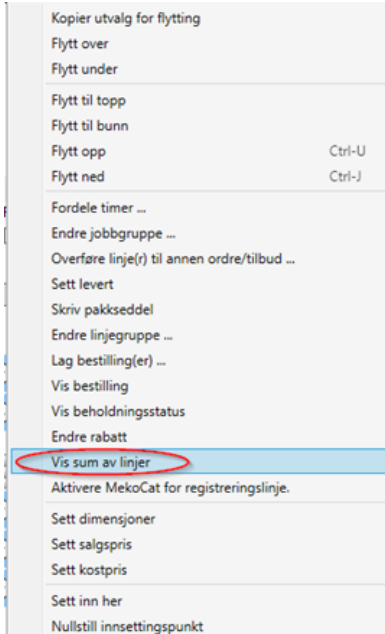 Kopier utvalg for flytting
Flytt over
Flytt under
Flytt til topp
Flytt til bunn
Flytt opp Ctrl-U
Flytt ned Ctrl-J
Fordele timer ...
Endre jobbgruppe ...
Overføre linje(r) til annen ordre/tilbud ...
Sett levert
Skriv pakkseddel
Endre linjegruppe ...
Lag bestilling(er) ...
Vis bestilling
Vis beholdningsstatus
Endre rabatt
Vis sum av linjer
Aktivere MekoCat for registreringslinje.
Sett dimensjoner
Sett salgspris
Sett kostpris
Sett inn her
Nullstill innsettingspunkt